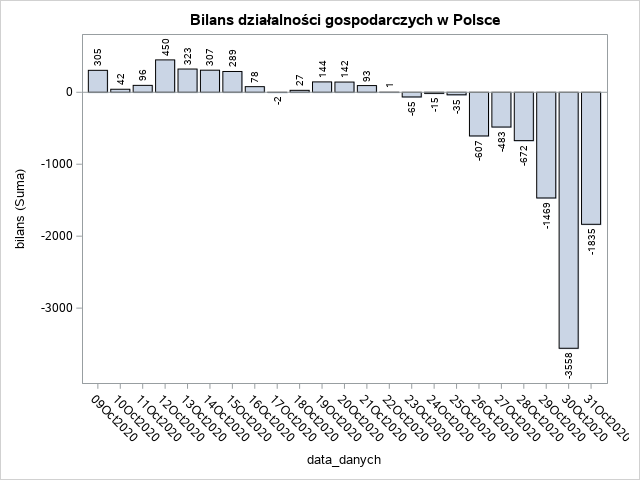 Bilans działalności gospodarczych w Polsce
bilans (Suma)
0
-1000
-2000
-3000
305
42
96
450
323
307
289
78
-2
27
144
142
93
1
-65
-15
-35
-607
-483
-672
-1469
-3558
-1835
09Oct2020
10Oct2020
11Oct2020
12Oct2020
13Oct2020
14Oct2020
15Oct2020
16Oct2020
17Oct2020
18Oct2020
19Oct2020
20Oct2020
21Oct2020
22Oct2020
23Oct2020
24Oct2020
25Oct2020
26Oct2020
27Oct2020
28Oct2020
29Oct2020
30Oct2020
31Oct2020
data_danych